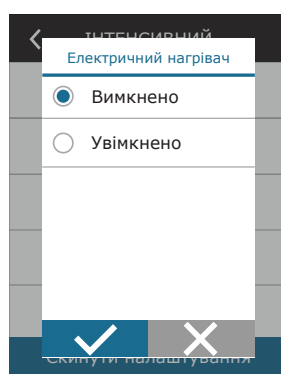 ІНТЕНСИВНИЙ
Електричний нагрівач
Вимкнено
Увімкнено
Скинути налаштування